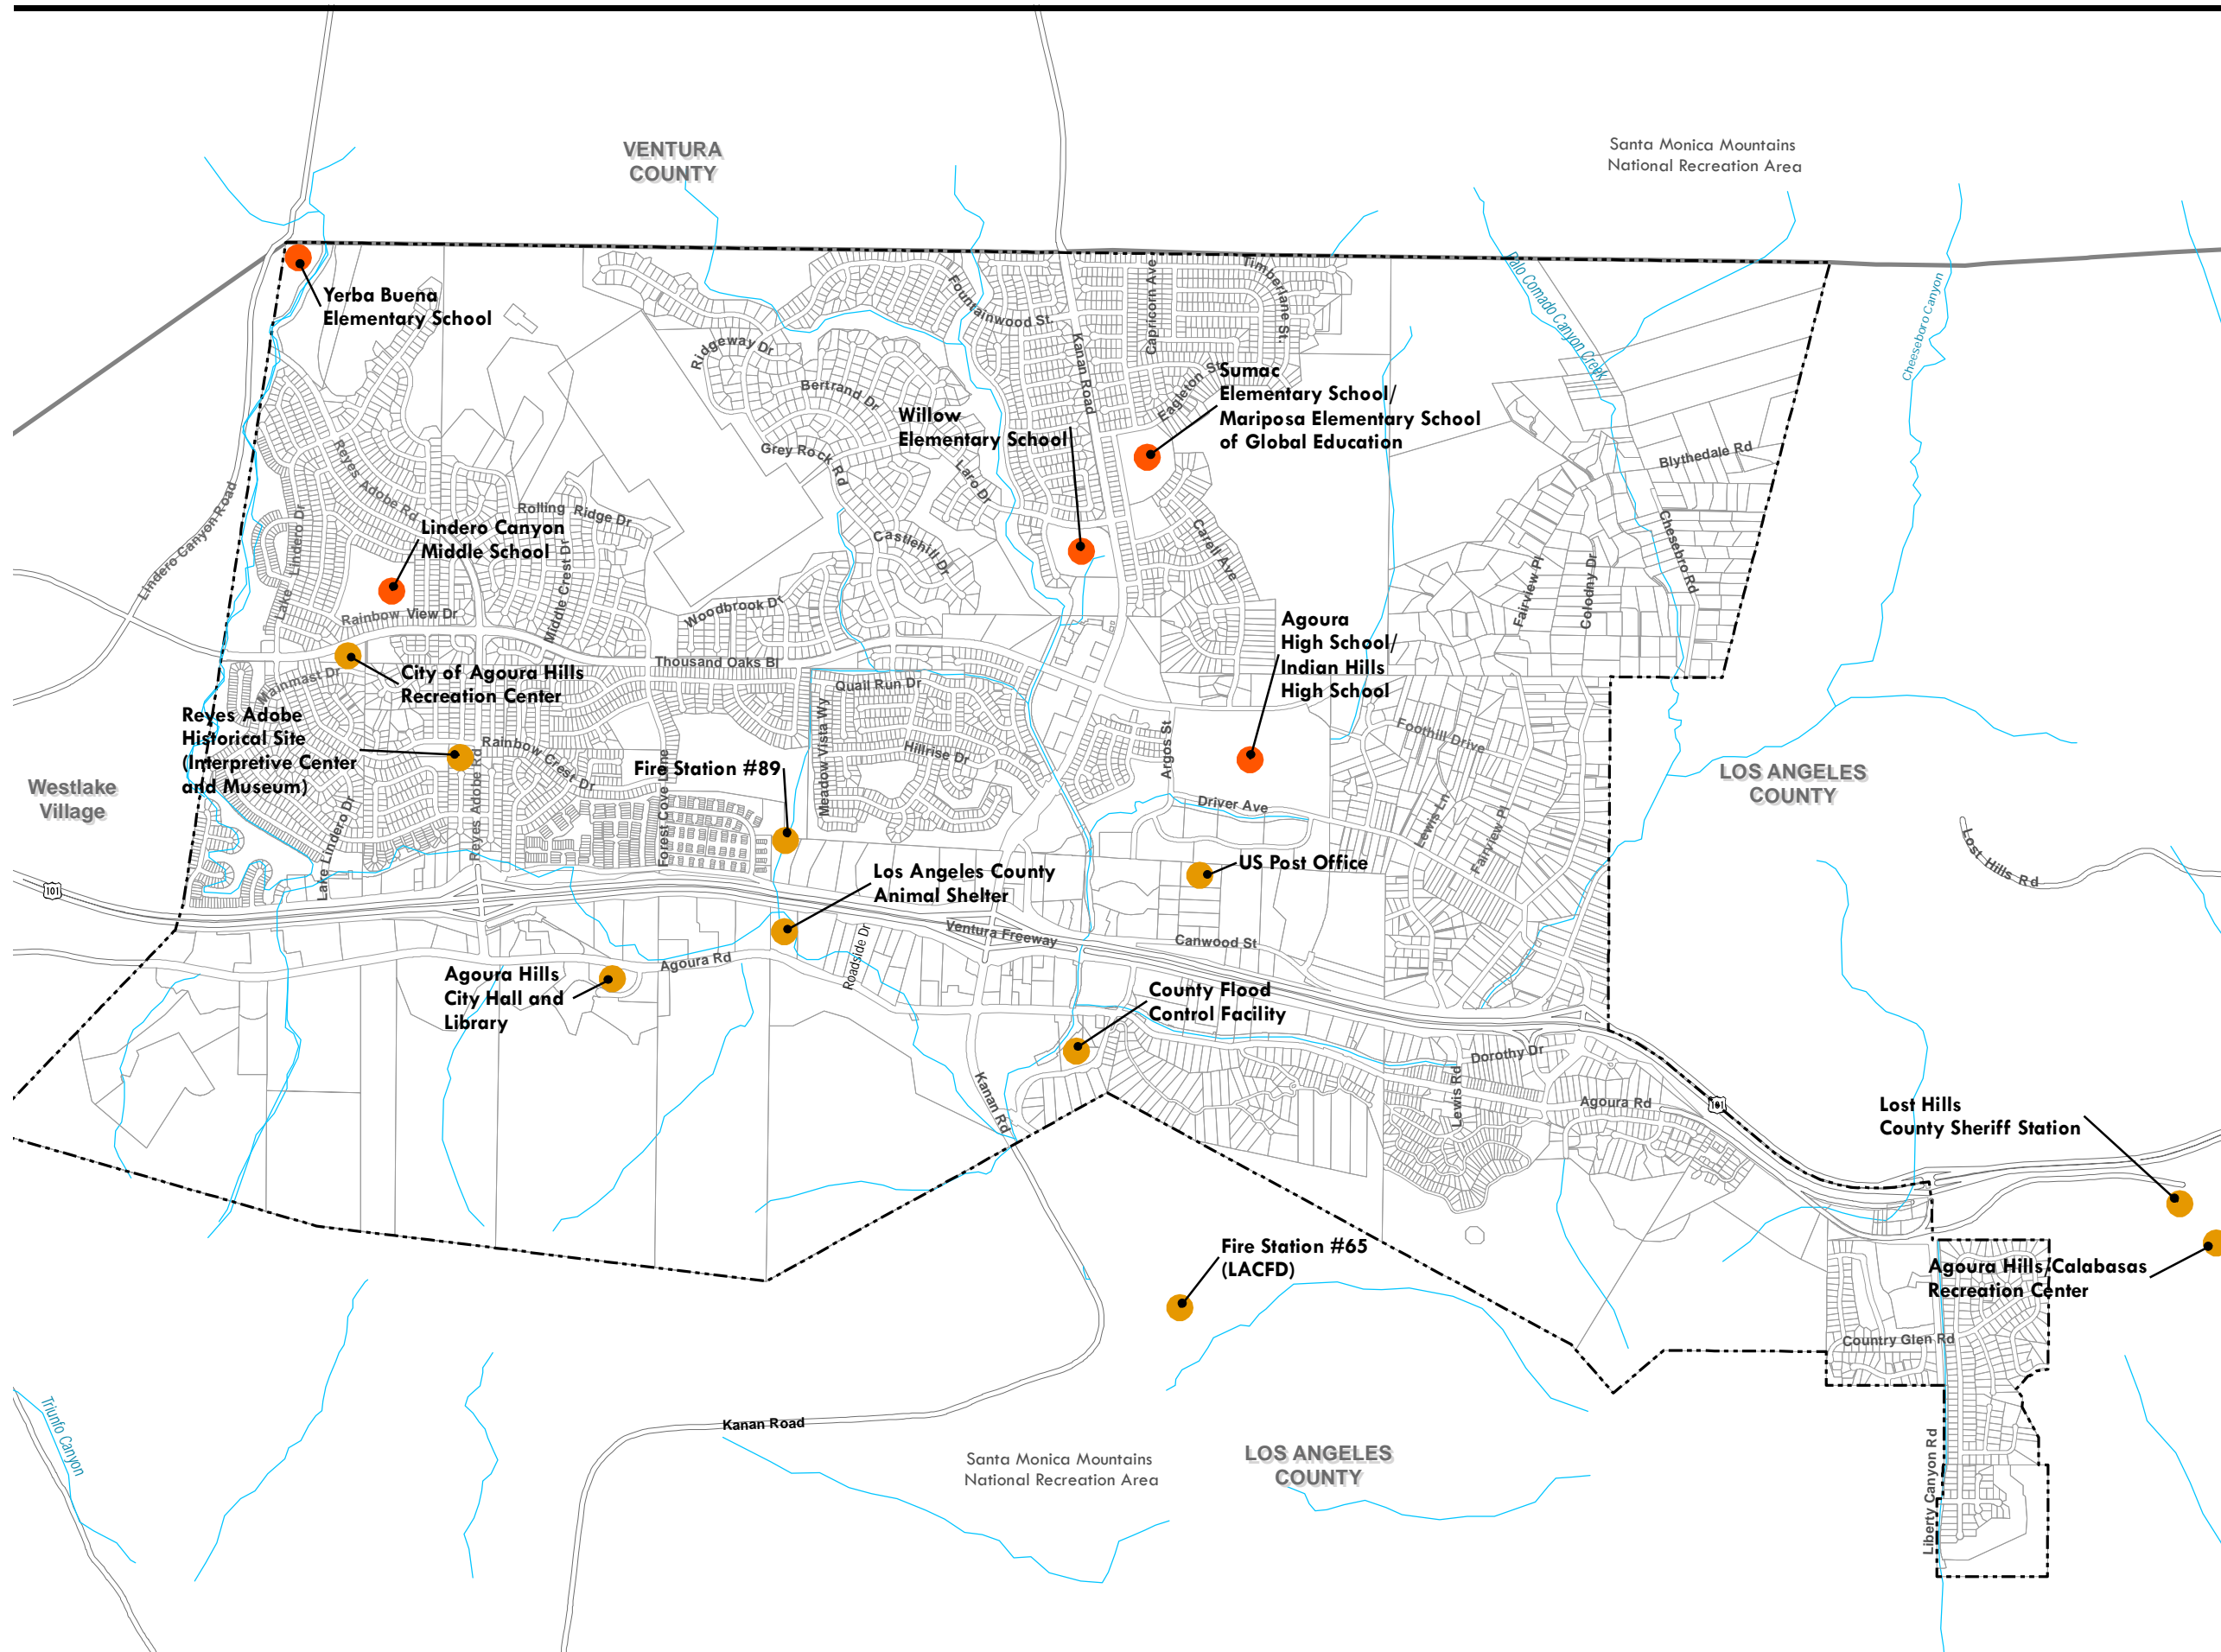 VENTURA
COUNTY
Santa Monica Mountains
National Recreation Area
Palo Comado Canyon Creek
Cheeseboro Canyon
Yerba Buena
Elementary School
Fountainwood St.
Capricorn Ave
Timberlane St.
Ridgeway Dr
Kanan Road
Bertrand Dr
Eagleton St
Sumac
Elementary School/
Mariposa Elementary School
of Global Education
Willow
Elementary School
Grey Rock Rd
Laro Dr
Blythedale Rd
Reyes Adobe Rd
Lindero Canyon Road
Lake Lindero Dr
Rolling Ridge Dr
Lindero Canyon
Middle School
Middle Crest Dr
Castlehill Dr
Carell Ave
Chesebro Rd
Fairview Pl
Colodny Dr
Rainbow View Dr
Woodbrook Dr
Agoura
High School/
Indian Hills
High School
Thousand Oaks Bl
City of Agoura Hills
Recreation Center
Mainmast Dr
Quail Run Dr
Reyes Adobe
Historical Site
(Interpretive Center
and Museum)
Rainbow Crest Dr
Reyes Adobe Rd
Forest Cove Lane
Fire Station #89
Meadow Vista Wy
Hillrise Dr
Argos St
Foothill Drive
Westlake
Village
LOS ANGELES
COUNTY
Driver Ave
Lewis Ln
Fairview Pl
Lake Lindero Dr
Lost Hills Rd
US Post Office
Los Angeles County
Animal Shelter
101
Ventura Freeway
Canwood St
Roadside Dr
Agoura Rd
Agoura Hills
City Hall and
Library
County Flood
Control Facility
Dorothy Dr
Lewis Rd
Kanan Rd
Agoura Rd
101
Lost Hills
County Sheriff Station
Fire Station #65
(LACFD)
Agoura Hills/Calabasas
Recreation Center
Country Glen Rd
Triunfo Canyon
Kanan Road
Santa Monica Mountains
National Recreation Area
LOS ANGELES
COUNTY
Liberty Canyon Rd